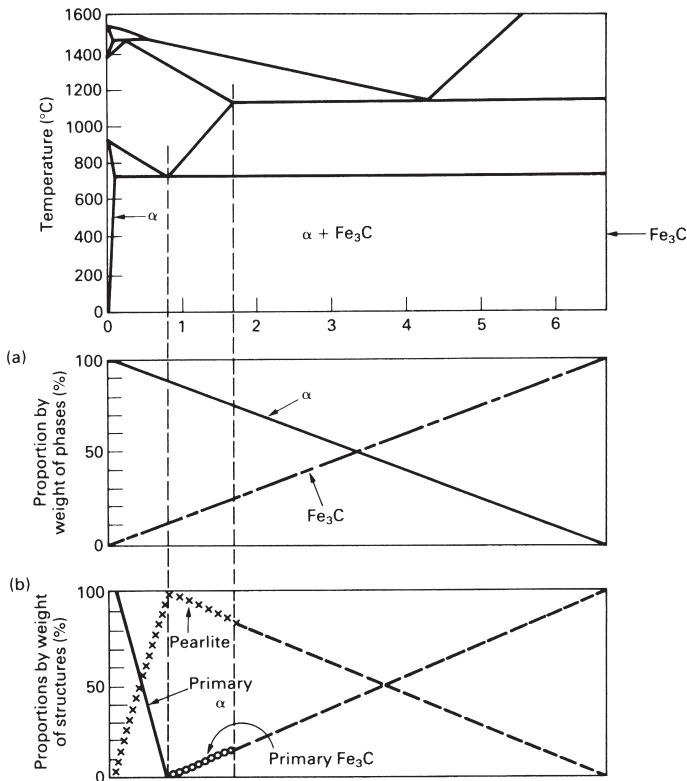 1600
1400
1200
1000
800
600
400
200
0
Temperature (°C)
α
α + Fe₃C
Fe₃C
0 1 2 3 4 5 6
(a)
100
50
0
Proportion by
weight of phases (%)
α
Fe₃C
(b)
100
50
0
Proportions by weight
of structures (%)
Pearlite
Primary
α
Primary Fe₃C